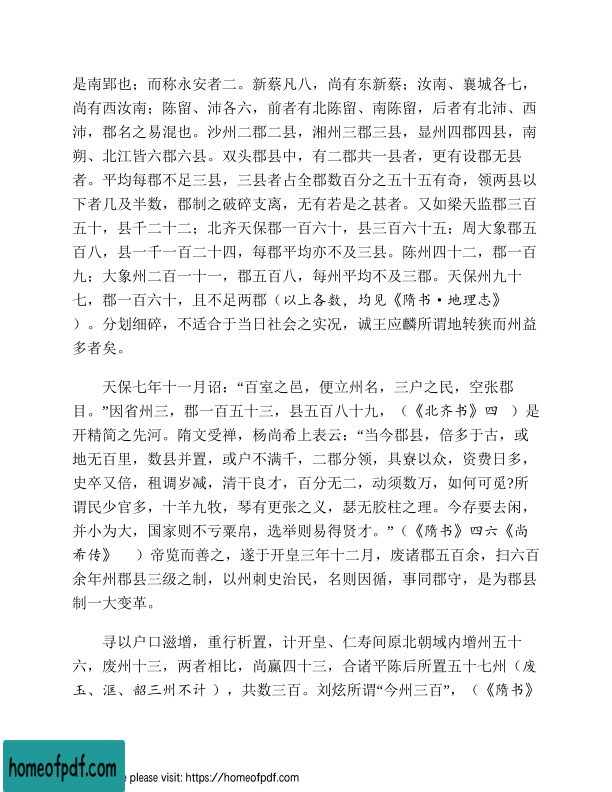 是南郢也；而称永安者二。新蔡凡八，尚有东新蔡；汝南、襄城各七，
尚有西汝南；陈留、沛各六，前者有北陈留、南陈留，后者有北沛、西
沛，郡名之易混也。沙州二郡二县，湘州三郡三县，显州四郡四县，南
朔、北江皆六郡六县。双头郡县中，有二郡共一县者，更有设郡无县
者。平均每郡不足三县，三县者占全郡数百分之五十五有奇，领两县以
下者几及半数，郡制之破碎支离，无有若是之甚者。又如梁天监郡三百
五十，县千二十二；北齐天保郡一百六十，县三百六十五；周大象郡五
百八，县一千一百二十四，每郡平均亦不及三县。陈州四十二，郡一百
九；大象州二百一十一，郡五百八，每州平均不及三郡。天保州九十
七，郡一百六十，且不足两郡（以上各数，均见《隋书·地理志》
）。分划细碎，不适合于当日社会之实况，诚王应麟所谓地转狭而州益
多者矣。
天保七年十一月诏：“百室之邑，便立州名，三户之民，空张郡
目。”因省州三，郡一百五十三，县五百八十九，（《北齐书》四 ）是
开精简之先河。隋文受禅，杨尚希上表云：“当今郡县，倍多于古，或
地无百里，数县并置，或户不满千，二郡分领，具寮以众，资费日多，
史卒又倍，租调岁减，清干良才，百分无二，动须数万，如何可觅?所
谓民少官多，十羊九牧，琴有更张之义，瑟无胶柱之理。今存要去闲，
并小为大，国家则不亏粟帛，选举则易得贤才。”（《隋书》四六《尚
希传》 ）帝览而善之，遂于开皇三年十二月，废诸郡五百余，扫六百
余年州郡县三级之制，以州刺史治民，名则因循，事同郡守，是为郡县
制一大变革。
寻以户口滋增，重行析置，计开皇、仁寿间原北朝域内增州五十
六，废州十三，两者相比，尚赢四十三，合诸平陈后所置五十七州（废
玉、洭、韶三州不计 ），共数三百。刘炫所谓“今州三百”，（《隋书》
homeofpdf.com
e please visit: https://homeofpdf.com